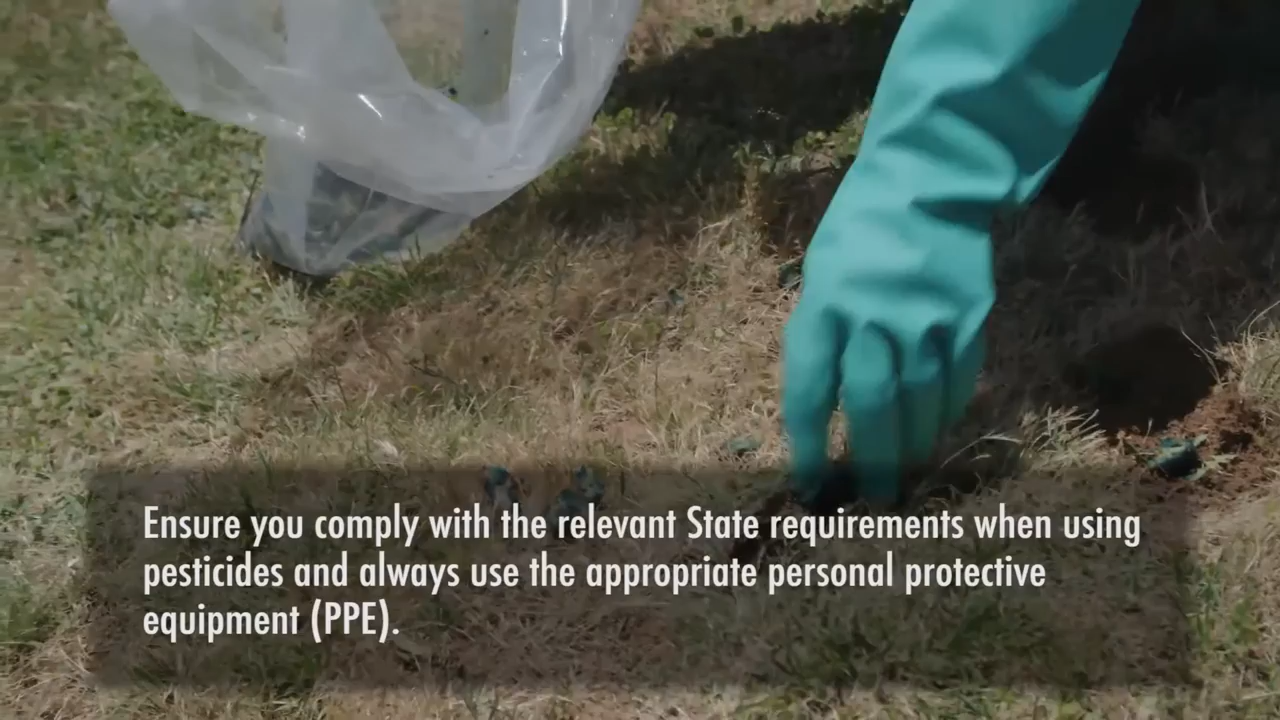 Ensure you comply with the relevant State requirements when using
pesticides and always use the appropriate personal protective
equipment (PPE).